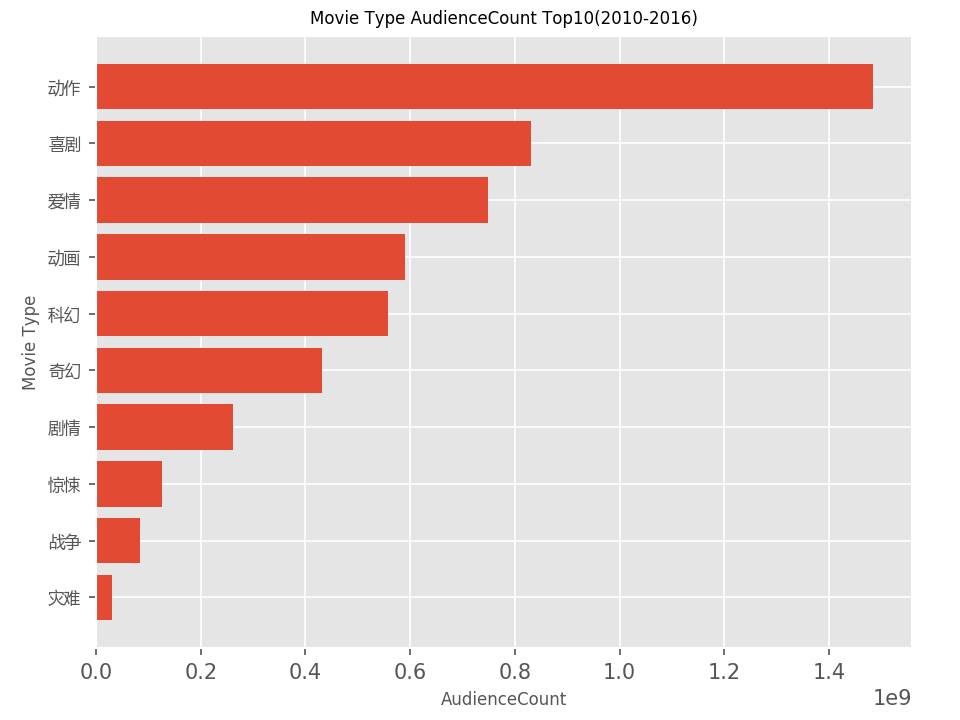 Movie Type AudienceCount Top10(2010-2016)
动作
喜剧
爱情
动画
科幻
奇幻
剧情
惊悚
战争
灾难
Movie Type
0.0 0.2 0.4 0.6 0.8 1.0 1.2 1.4
1e9
AudienceCount